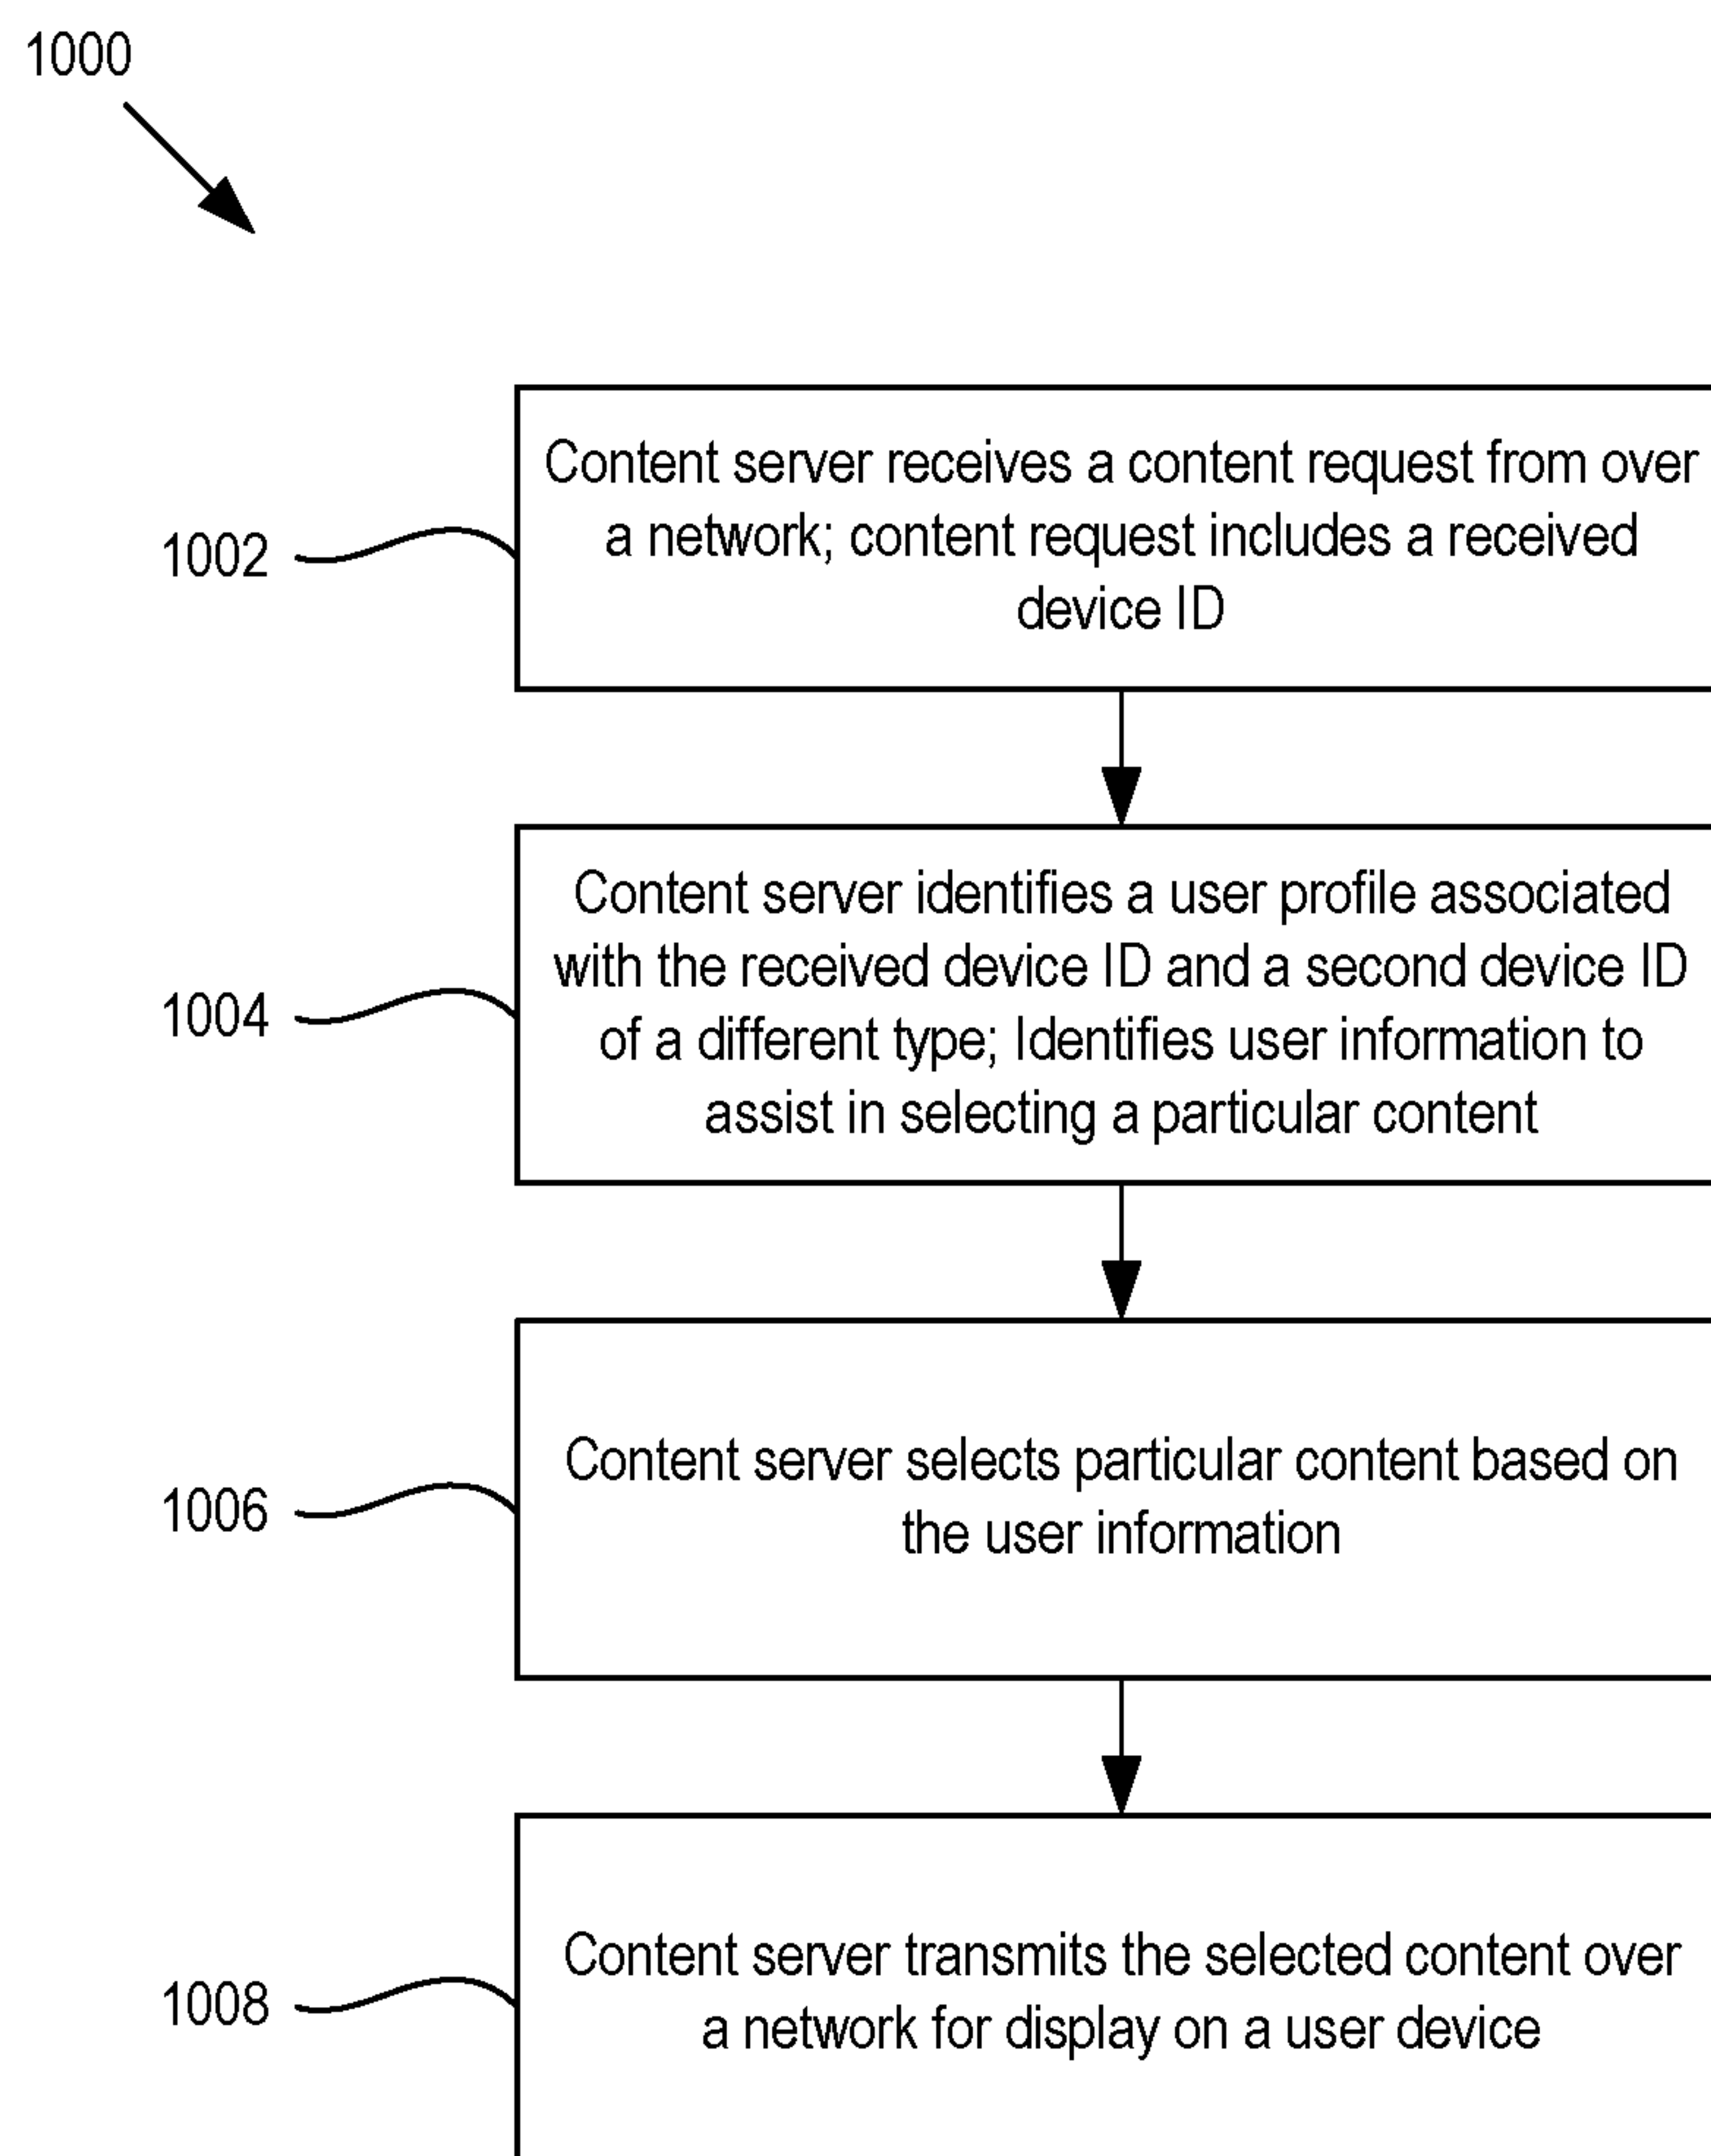 1000
Content server receives a content request from over
a network; content request includes a received
device ID
1002
Content server identifies a user profile associated
with the received device ID and a second device ID
of a different type; Identifies user information to
assist in selecting a particular content
1004
Content server selects particular content based on
the user information
1006
Content server transmits the selected content over
a network for display on a user device
1008